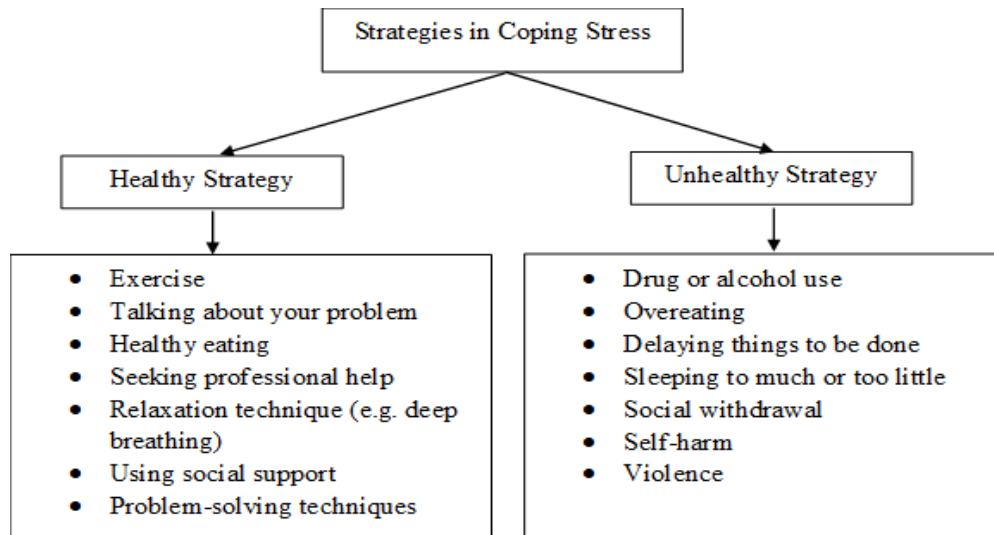 Strategies in Coping Stress
Healthy Strategy
Unhealthy Strategy
• Exercise
• Talking about your problem
• Healthy eating
• Seeking professional help
• Relaxation technique (e.g. deep
breathing)
• Using social support
• Problem-solving techniques
• Drug or alcohol use
• Overeating
• Delaying things to be done
• Sleeping to much or too little
• Social withdrawal
• Self-harm
• Violence